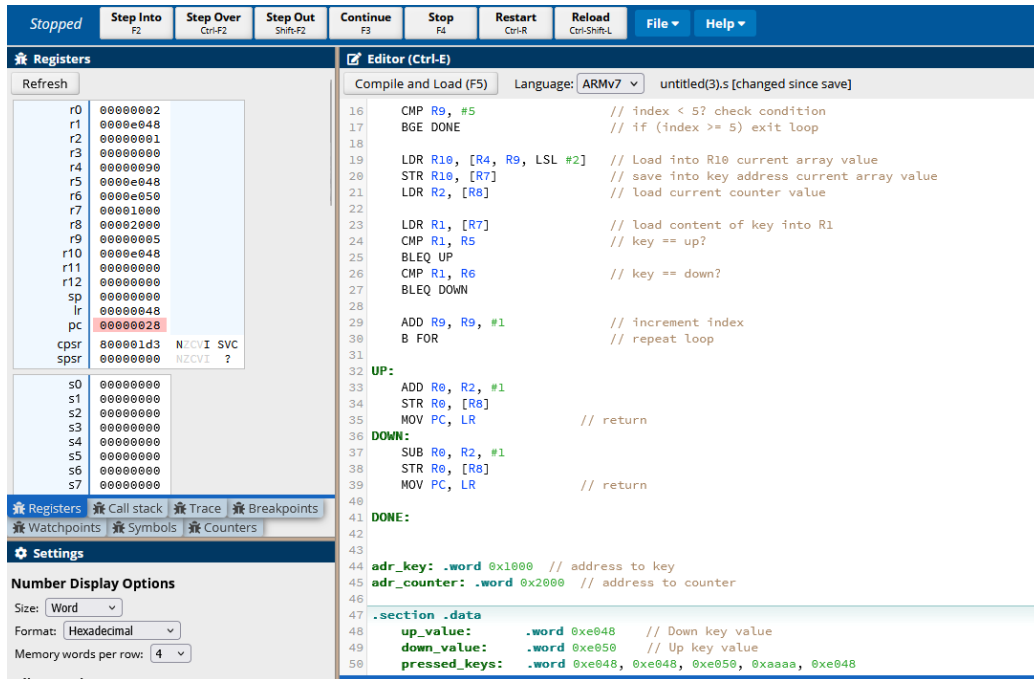 Stopped
Step Into
F2
Step Over
Ctrl-F2
Step Out
Shift-F2
Continue
F3
Stop
F4
Restart
Ctrl-R
Reload
Ctrl-Shift-L
File
Help
Registers
Refresh
r0 00000002
r1 0000e048
r2 00000001
r3 00000000
r4 00000090
r5 0000e048
r6 0000e050
r7 00001000
r8 00002000
r9 00000005
r10 0000e048
r11 00000000
r12 00000000
sp 00000000
lr 00000048
pc 00000028
cpsr 800001d3 NZCVI SVC
spsr 00000000 NZCVI ?
s0 00000000
s1 00000000
s2 00000000
s3 00000000
s4 00000000
s5 00000000
s6 00000000
s7 00000000
Registers Call stack Trace Breakpoints
Watchpoints Symbols Counters
Settings
Number Display Options
Size: Word
Format: Hexadecimal
Memory words per row: 4
Editor (Ctrl-E)
Compile and Load (F5) Language: ARMv7 untitled(3).s [changed since save]
16 CMP R9, #5 // index < 5? check condition
17 BGE DONE // if (index >= 5) exit loop
18
19 LDR R10, [R4, R9, LSL #2] // Load into R10 current array value
20 STR R10, [R7] // save into key address current array value
21 LDR R2, [R8] // load current counter value
22
23 LDR R1, [R7] // load content of key into R1
24 CMP R1, R5 // key == up?
25 BLEQ UP
26 CMP R1, R6 // key == down?
27 BLEQ DOWN
28
29 ADD R9, R9, #1 // increment index
30 B FOR // repeat loop
31
32 UP:
33 ADD R0, R2, #1
34 STR R0, [R8]
35 MOV PC, LR // return
36 DOWN:
37 SUB R0, R2, #1
38 STR R0, [R8]
39 MOV PC, LR // return
40
41 DONE:
42
43
44 adr_key: .word 0x1000 // address to key
45 adr_counter: .word 0x2000 // address to counter
46
47 .section .data
48 up_value: .word 0xe048 // Down key value
49 down_value: .word 0xe050 // Up key value
50 pressed_keys: .word 0xe048, 0xe048, 0xe050, 0xaaaa, 0xe048